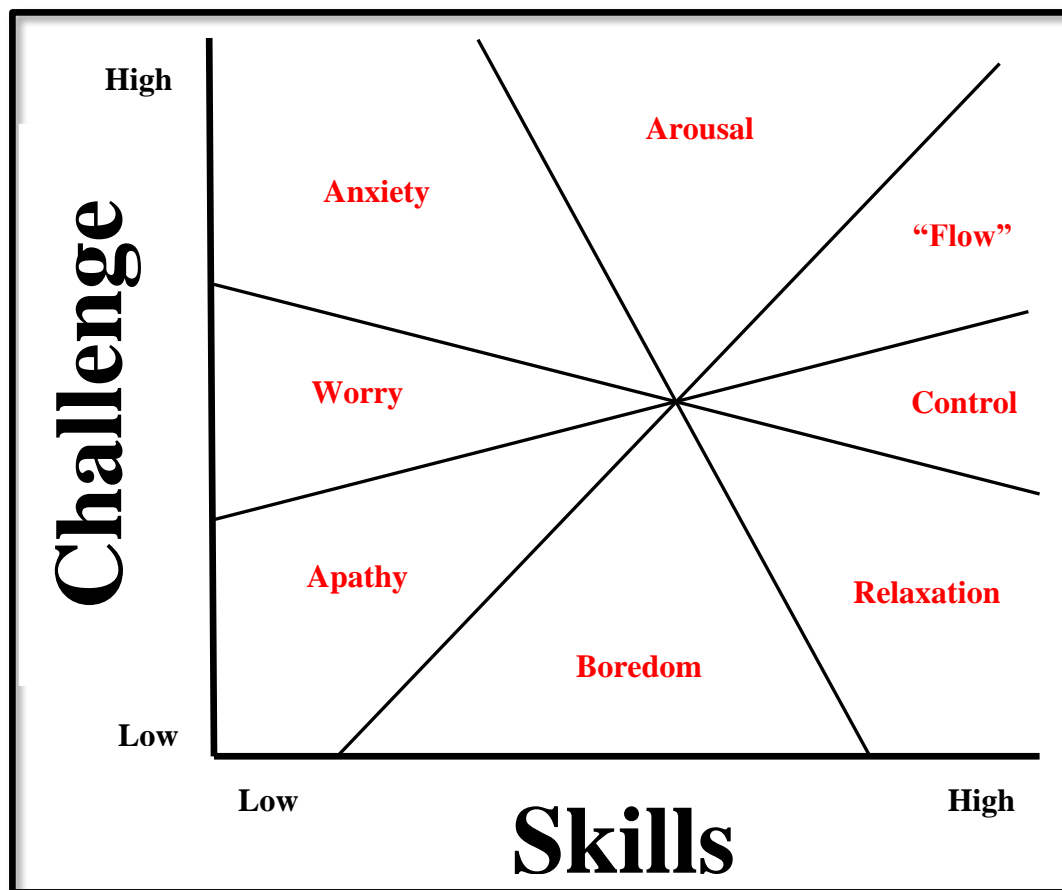 High
Arousal
Anxiety
“Flow”
Challenge
Worry
Control
Apathy
Relaxation
Boredom
Low
Low
High
Skills